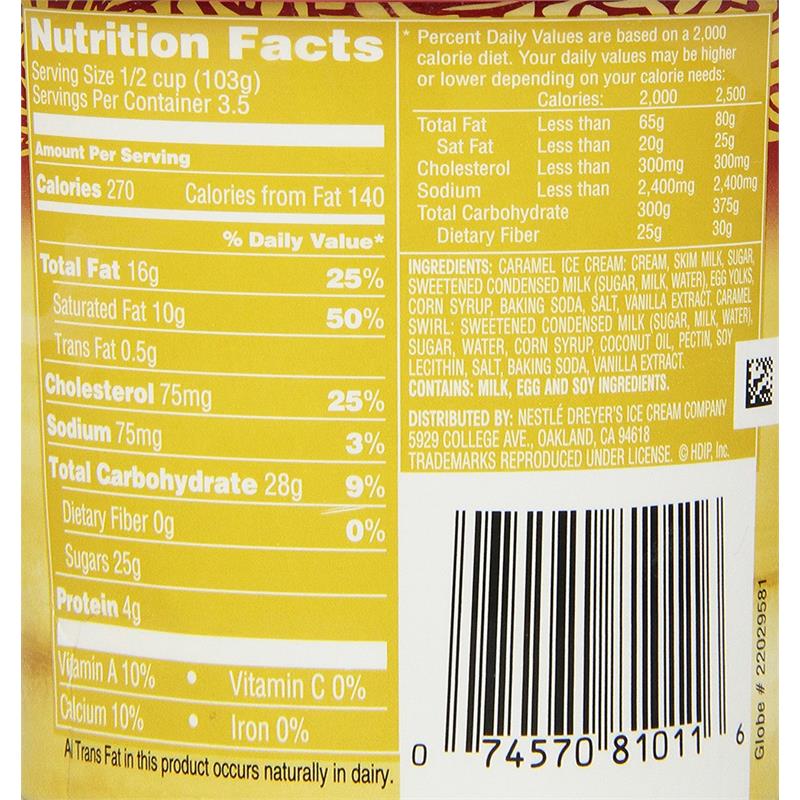 Nutrition Facts
Serving Size 1/2 cup (103g)
Servings Per Container 3.5
Amount Per Serving
Calories 270 Calories from Fat 140
% Daily Value*
Total Fat 16g 25%
Saturated Fat 10g 50%
Trans Fat 0.5g
Cholesterol 75mg 25%
Sodium 75mg 3%
Total Carbohydrate 28g 9%
Dietary Fiber 0g 0%
Sugars 25g
Protein 4g
Vitamin A 10% • Vitamin C 0%
Calcium 10% • Iron 0%
All Trans Fat in this product occurs naturally in dairy.
* Percent Daily Values are based on a 2,000
calorie diet. Your daily values may be higher
or lower depending on your calorie needs:
Calories: 2,000 2,500
Total Fat Less than 65g 80g
Sat Fat Less than 20g 25g
Cholesterol Less than 300mg 300mg
Sodium Less than 2,400mg 2,400mg
Total Carbohydrate 300g 375g
Dietary Fiber 25g 30g
INGREDIENTS: CARAMEL ICE CREAM: CREAM, SKIM MILK, SUGAR,
SWEETENED CONDENSED MILK (SUGAR, MILK, WATER), EGG YOLKS,
CORN SYRUP, BAKING SODA, SALT, VANILLA EXTRACT. CARAMEL
SWIRL: SWEETENED CONDENSED MILK (SUGAR, MILK, WATER),
SUGAR, WATER, CORN SYRUP, COCONUT OIL, PECTIN, SOY
LECITHIN, SALT, BAKING SODA, VANILLA EXTRACT.
CONTAINS: MILK, EGG AND SOY INGREDIENTS.
DISTRIBUTED BY: NESTLÉ DREYER'S ICE CREAM COMPANY
5929 COLLEGE AVE., OAKLAND, CA 94618
TRADEMARKS REPRODUCED UNDER LICENSE. © HDIP, Inc.
0 74570 81011 6
Globe # 22029581